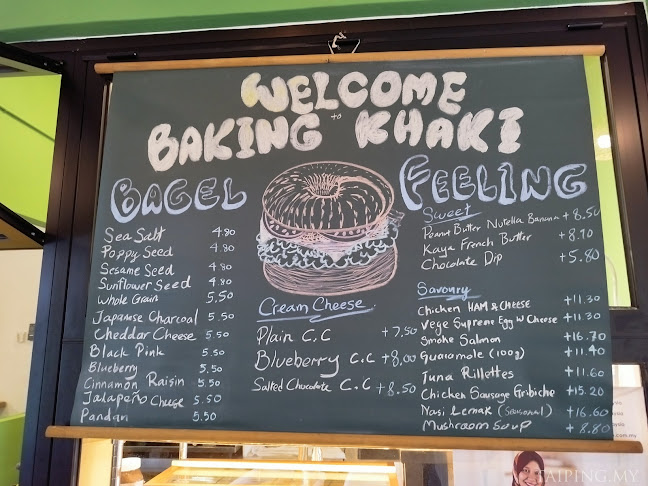 WELCOME
to
BAKING KHAKI
BAGEL
Sea Salt 4.80
Poppy Seed 4.80
Sesame Seed 4.80
Sunflower Seed 4.80
Whole Grain 5.50
Japanese Charcoal 5.50
Cheddar Cheese 5.50
Black Pink 5.50
Blueberry 5.50
Cinnamon Raisin 5.50
Jalapeño Cheese 5.50
Pandan 5.50
Cream Cheese
Plain C.C +7.50
Blueberry C.C +8.00
Salted Chocolate C.C +8.50
FEELING
Sweet
Peanut Butter Nutella Banana +8.50
Kaya French Butter +8.90
Chocolate Dip +5.80
Savoury
Chicken HAM & CHEESE +11.30
Vege Supreme Egg W Cheese +11.30
Smoke Salmon +16.70
Guaramole (100g) +11.40
Tuna Rillottes +11.60
Chicken Sausage Gribiche +15.20
Nasi Lemak (Seasonal) +16.60
Mushroom Soup +8.80
TAIPING.MY